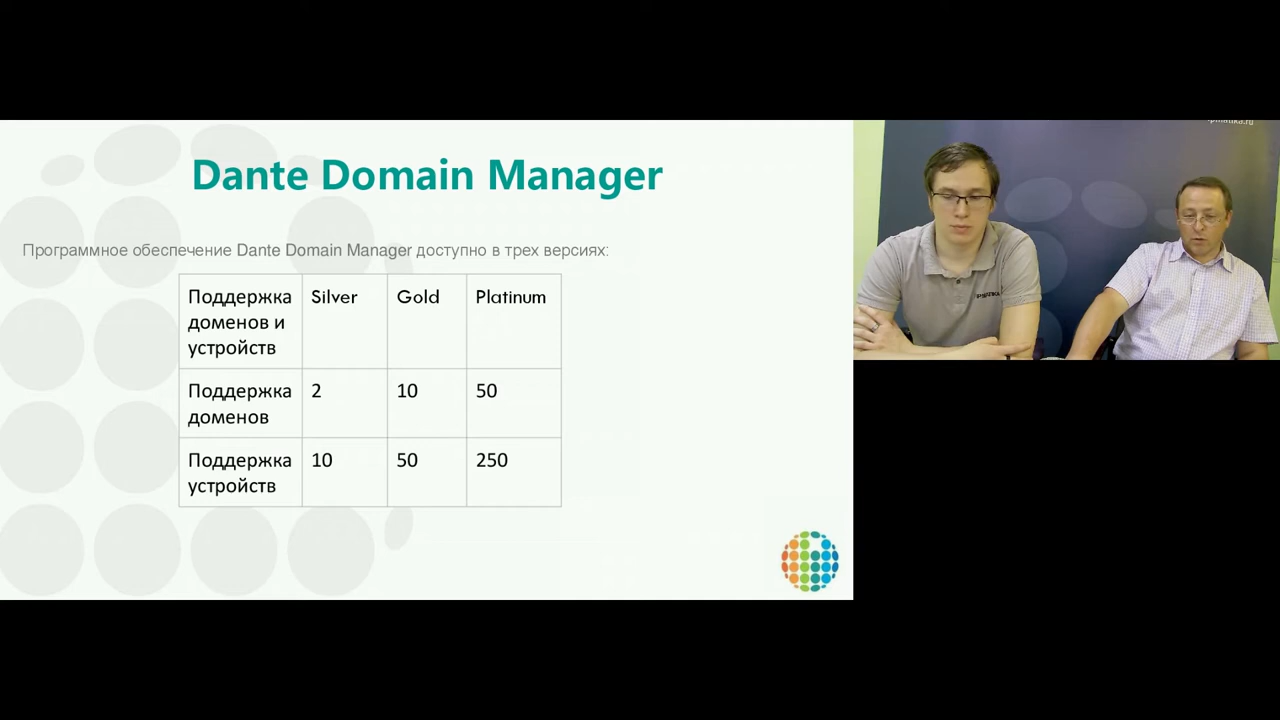 Dante Domain Manager
Программное обеспечение Dante Domain Manager доступно в трех версиях:
Поддержка доменов и устройств Silver Gold Platinum
Поддержка доменов 2 10 50
Поддержка устройств 10 50 250